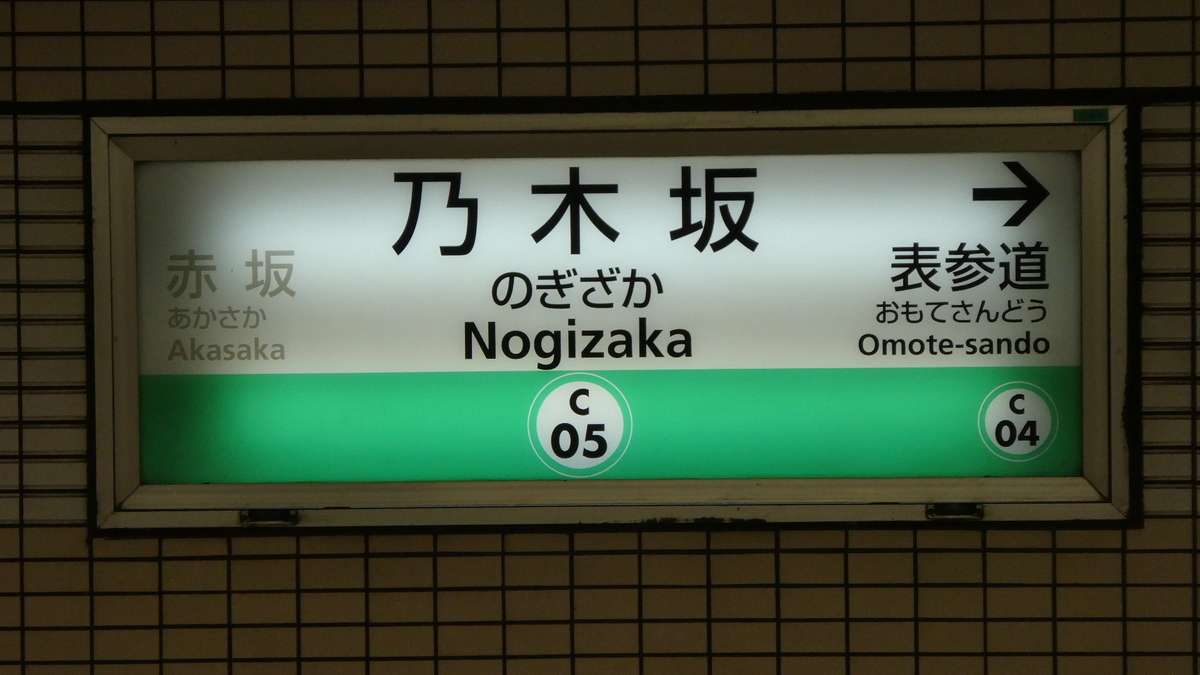 乃木坂
のぎざか
Nogizaka
C
05
赤坂
あかさか
Akasaka
→
表参道
おもてさんどう
Omote-sando
C
04